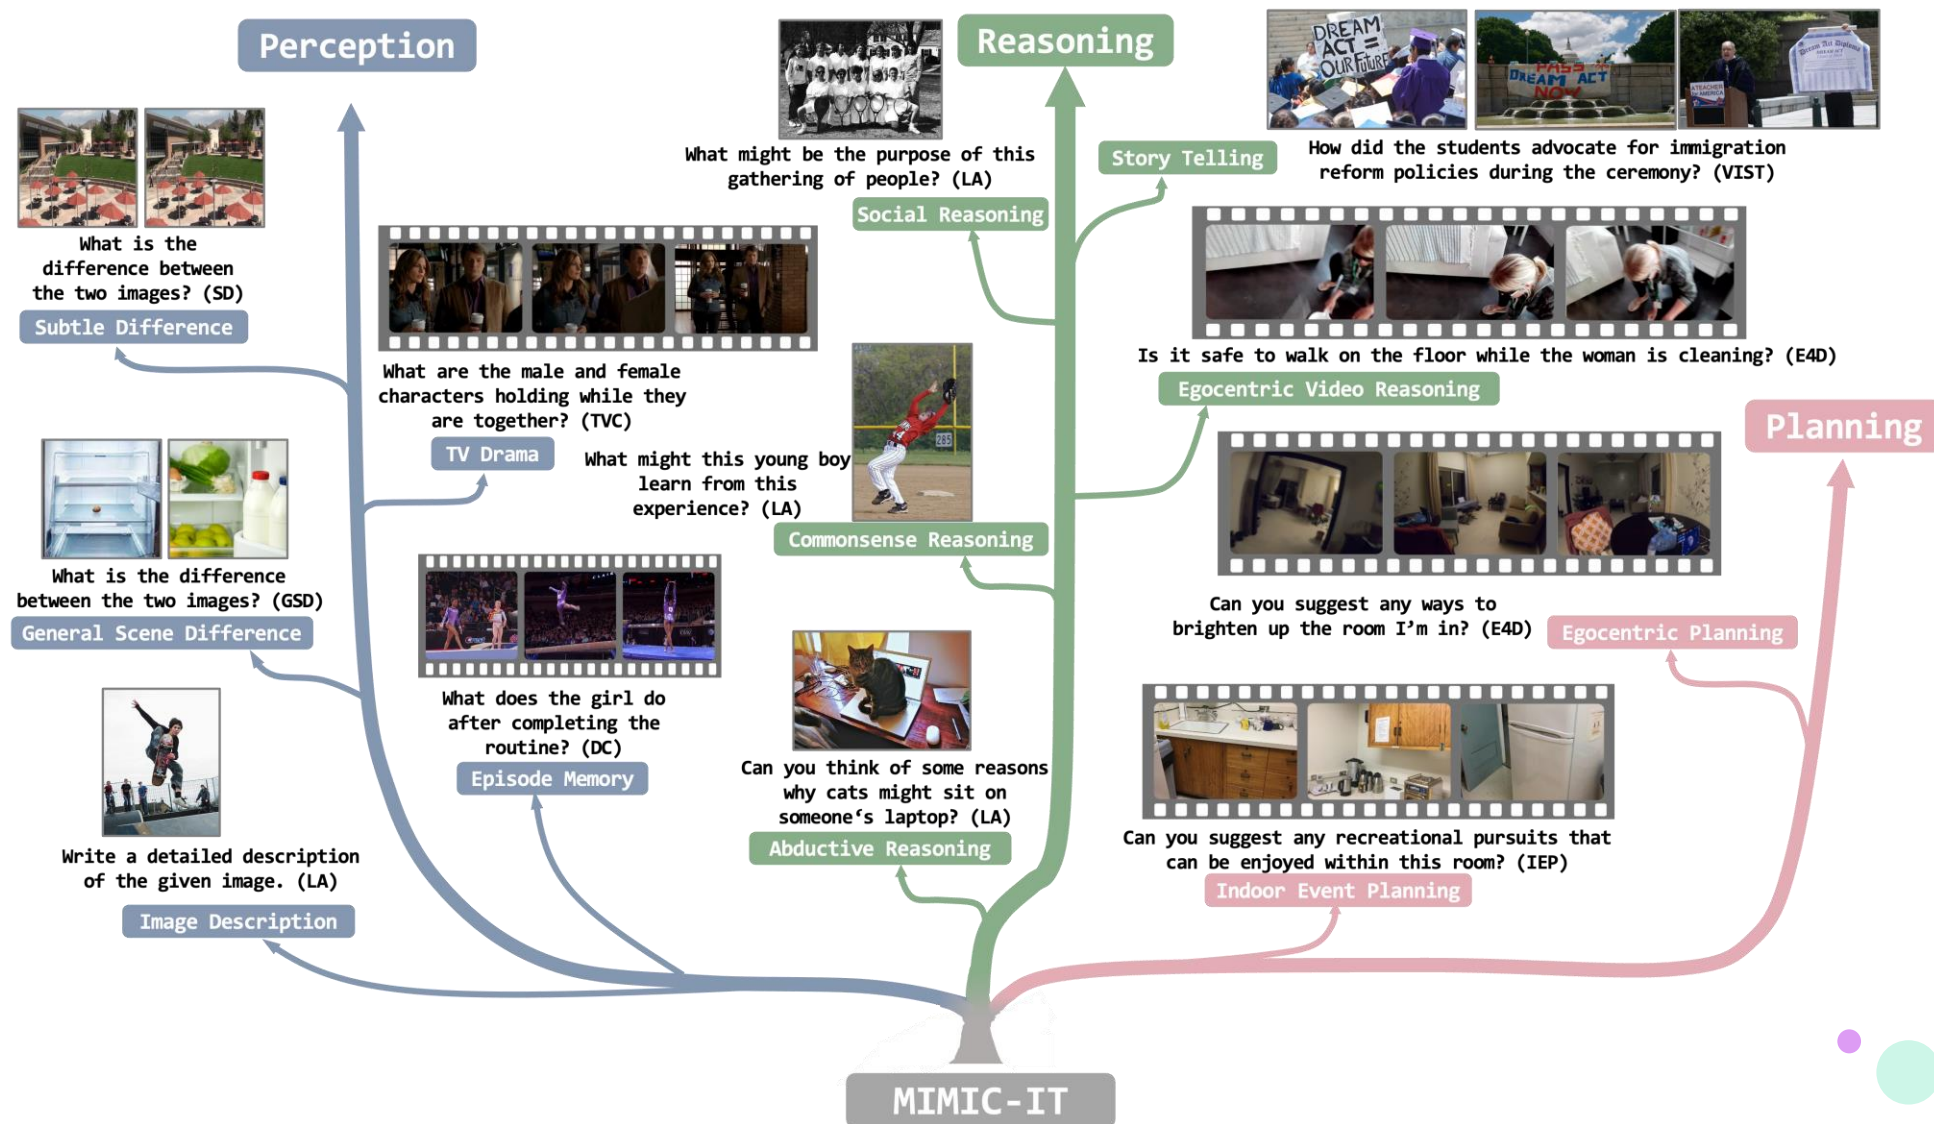 Perception
What is the
difference between
the two images? (SD)
Subtle Difference
What are the male and female
characters holding while they
are together? (TVC)
TV Drama
What is the difference
between the two images? (GSD)
General Scene Difference
What does the girl do
after completing the
routine? (DC)
Episode Memory
Write a detailed description
of the given image. (LA)
Image Description
Reasoning
What might be the purpose of this
gathering of people? (LA)
Social Reasoning
DREAM
ACT =
OUR FUTURE
PASS
DREAM ACT
NOW
Dream Act Diploma
A TEACHER
AMERICA
Story Telling
How did the students advocate for immigration
reform policies during the ceremony? (VIST)
Is it safe to walk on the floor while the woman is cleaning? (E4D)
Egocentric Video Reasoning
285
What might this young boy
learn from this
experience? (LA)
Commonsense Reasoning
Can you think of some reasons
why cats might sit on
someone‘s laptop? (LA)
Abductive Reasoning
Planning
Can you suggest any ways to
brighten up the room I’m in? (E4D)
Egocentric Planning
Can you suggest any recreational pursuits that
can be enjoyed within this room? (IEP)
Indoor Event Planning
MIMIC-IT